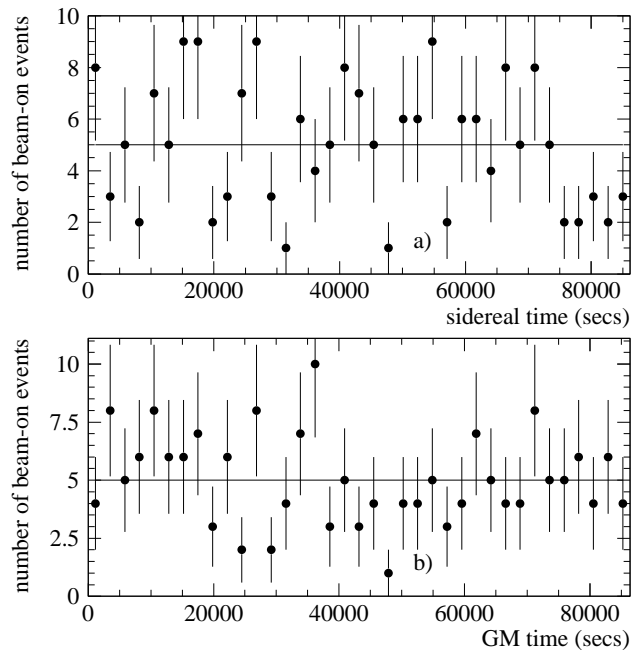 number of beam-on events
10
8
6
4
2
0
a)
0 20000 40000 60000 80000
sidereal time (secs)
number of beam-on events
10
7.5
5
2.5
0
b)
0 20000 40000 60000 80000
GM time (secs)